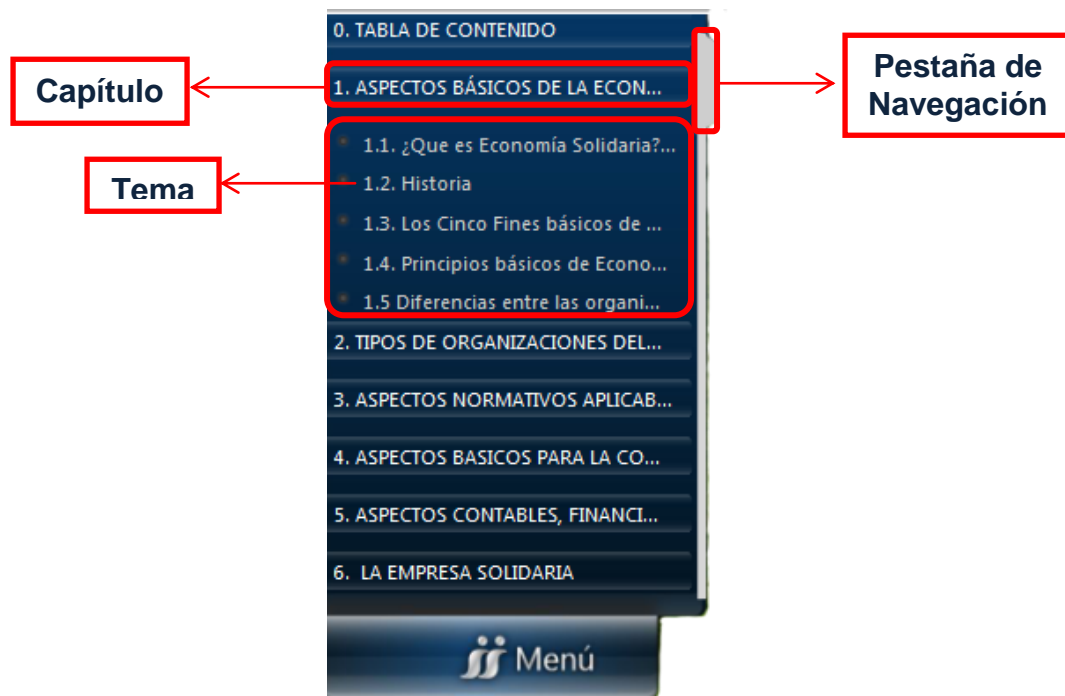 0. TABLA DE CONTENIDO
Capítulo
1. ASPECTOS BÁSICOS DE LA ECON...
Pestaña de
Navegación
1.1. ¿Que es Economía Solidaria?...
Tema
1.2. Historia
1.3. Los Cinco Fines básicos de ...
1.4. Principios básicos de Econo...
1.5 Diferencias entre las organi...
2. TIPOS DE ORGANIZACIONES DEL...
3. ASPECTOS NORMATIVOS APLICAB...
4. ASPECTOS BASICOS PARA LA CO...
5. ASPECTOS CONTABLES, FINANCI...
6. LA EMPRESA SOLIDARIA
Menú